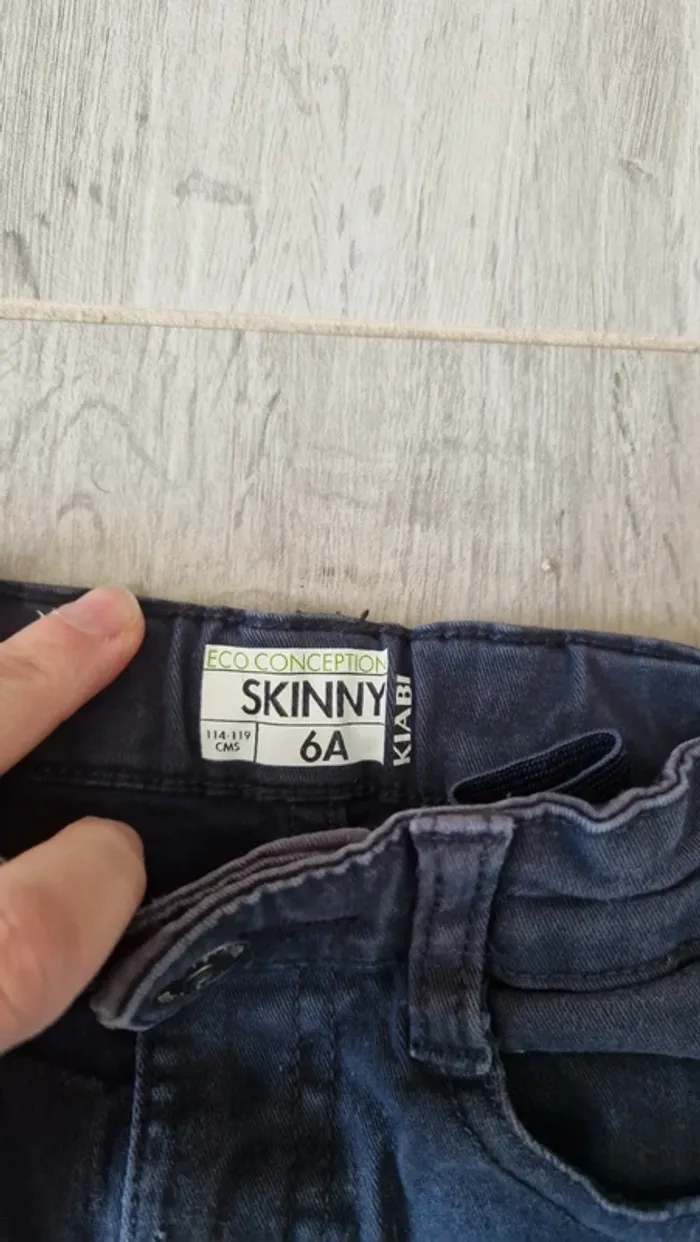 ECO CONCEPTION
SKINNY
114-119
CMS
6A
KIABI